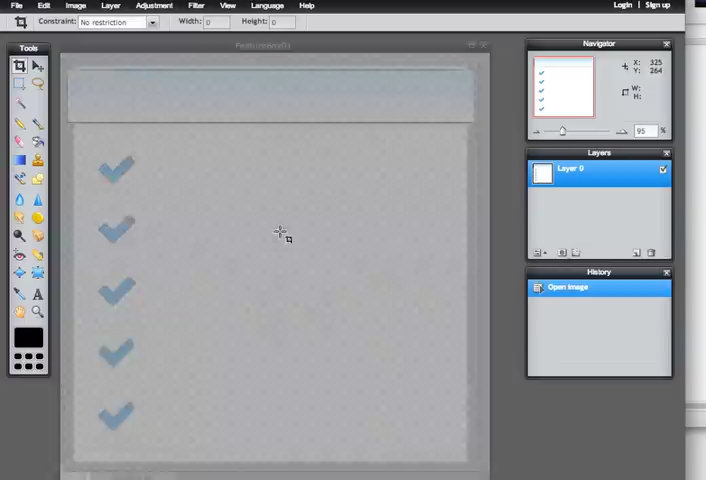 File Edit Image Layer Adjustment Filter View Language Help Login | Sign up
Constraint: No restriction Width: 0 Height: 0
Tools
Navigator
X: 325
Y: 264
W:
H:
95 %
Layers
Layer 0
History
Open image
A